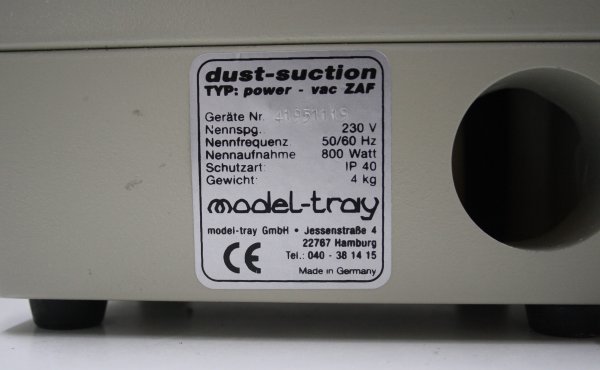 dust-suction
TYP: power - vac ZAF
Geräte Nr. 41951119
Nennspg. 230 V
Nennfrequenz 50/60 Hz
Nennaufnahme 800 Watt
Schutzart: IP 40
Gewicht: 4 kg
model-tray
model-tray GmbH • Jessenstraße 4
22767 Hamburg
Tel.: 040 - 38 14 15
CE
Made in Germany